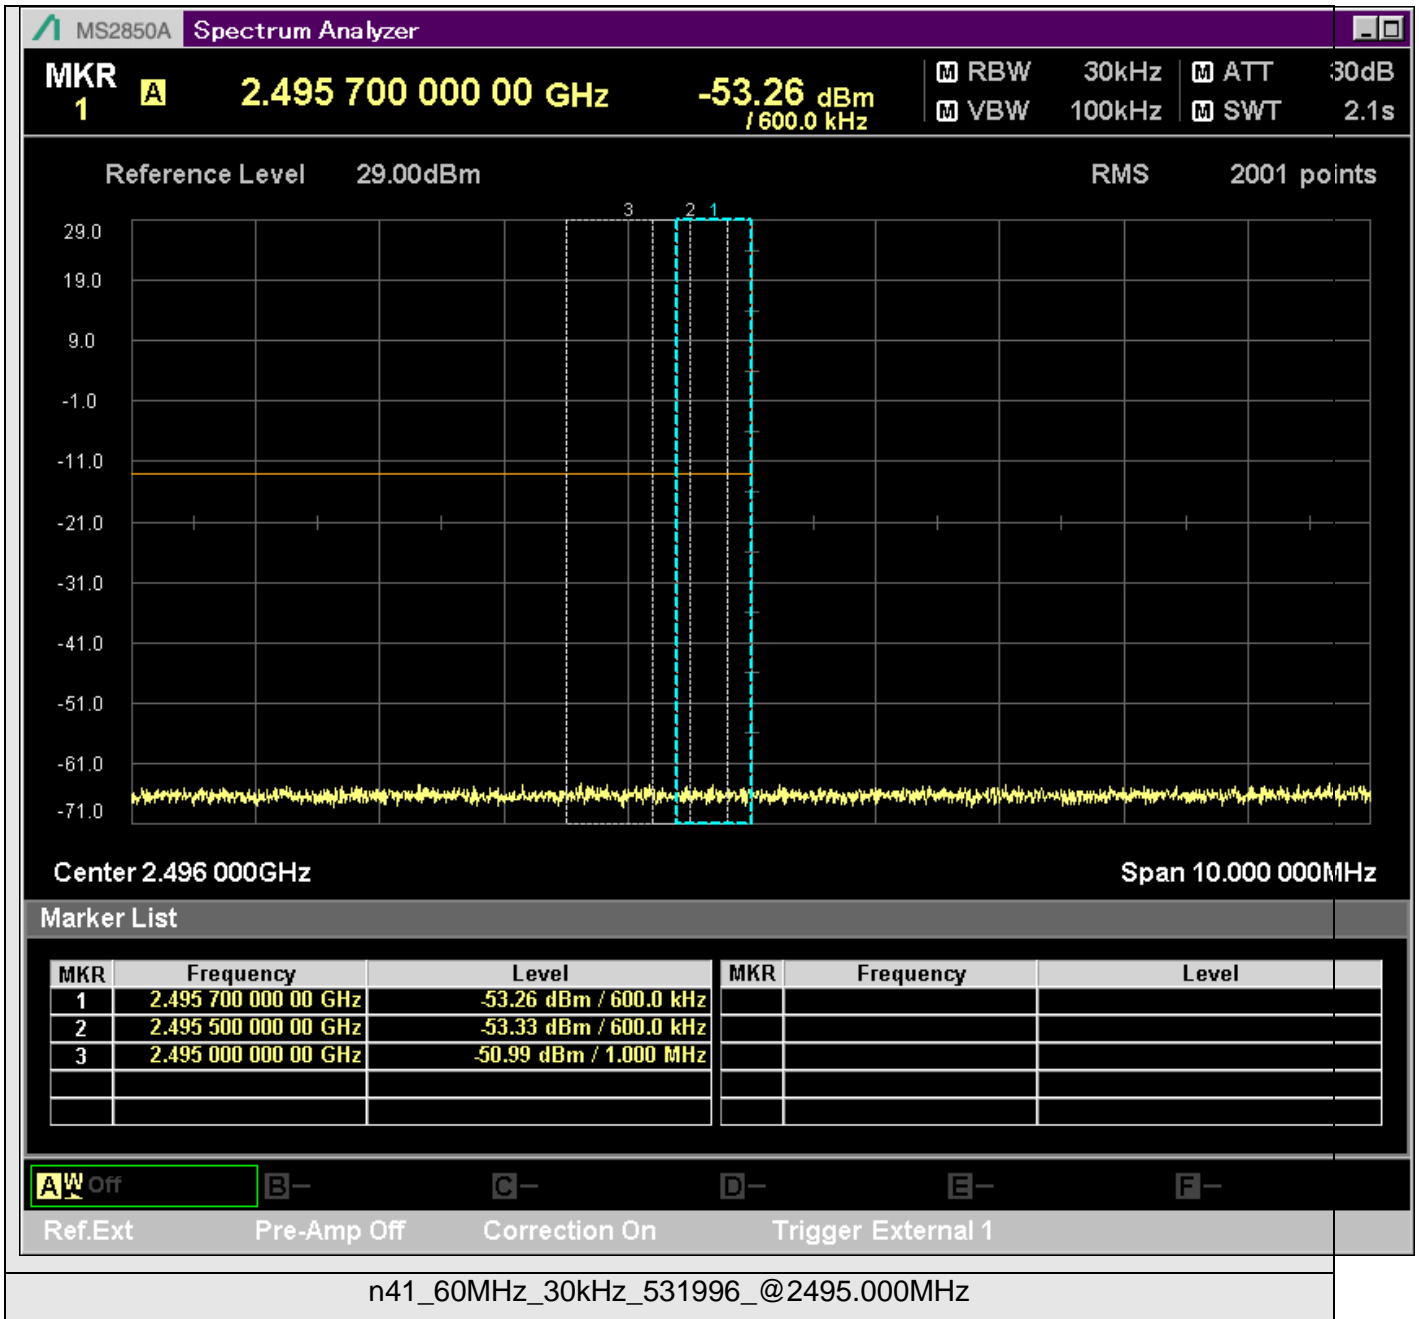 MS2850A Spectrum Analyzer
MKR 1 A 2.495 700 000 00 GHz -53.26 dBm / 600.0 kHz
M RBW 30kHz M ATT 30dB
M VBW 100kHz M SWT 2.1s
Reference Level 29.00dBm RMS 2001 points
3 2 1
29.0
19.0
9.0
-1.0
-11.0
-21.0
-31.0
-41.0
-51.0
-61.0
-71.0
Center 2.496 000GHz Span 10.000 000MHz
Marker List
MKR Frequency Level MKR Frequency Level
1 2.495 700 000 00 GHz -53.26 dBm / 600.0 kHz
2 2.495 500 000 00 GHz -53.33 dBm / 600.0 kHz
3 2.495 000 000 00 GHz -50.99 dBm / 1.000 MHz
A W Off B - C - D - E - F -
Ref.Ext Pre-Amp Off Correction On Trigger External 1
n41_60MHz_30kHz_531996_@2495.000MHz